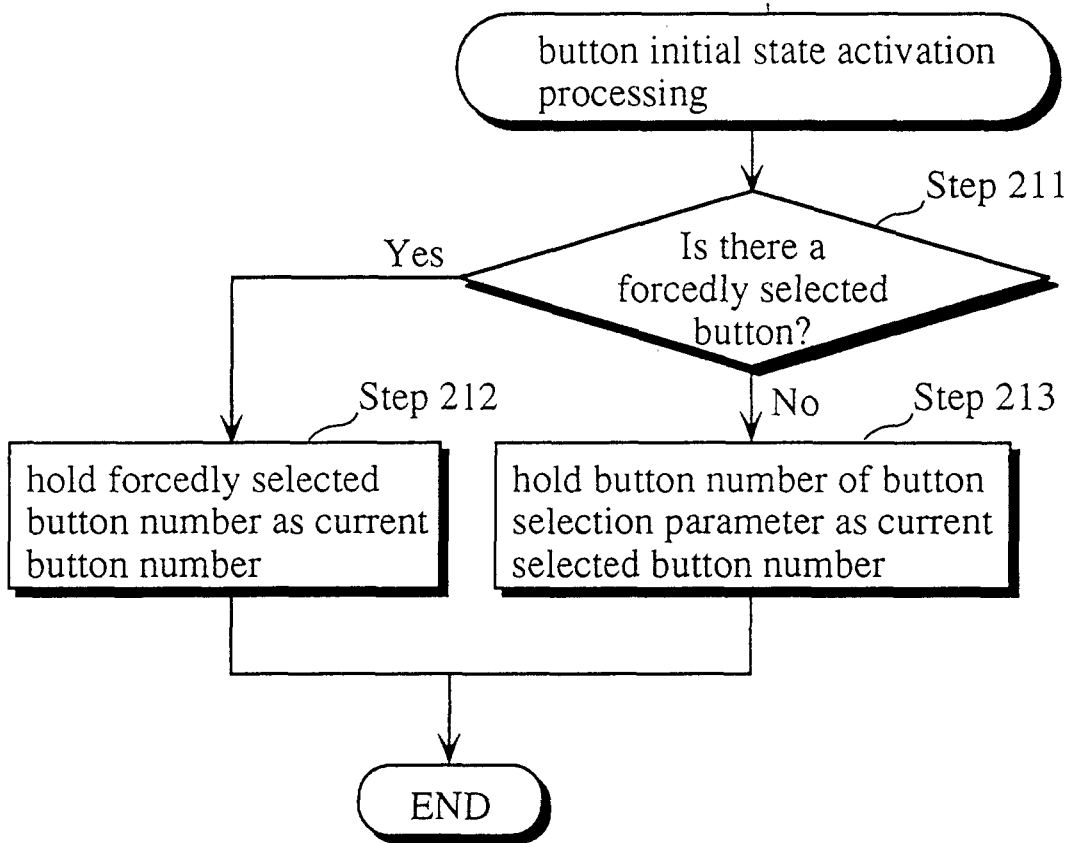 button initial state activation
processing
Step 211
Yes
Is there a
forcedly selected
button?
Step 212
No
Step 213
hold forcedly selected
button number as current
button number
hold button number of button
selection parameter as current
selected button number
END